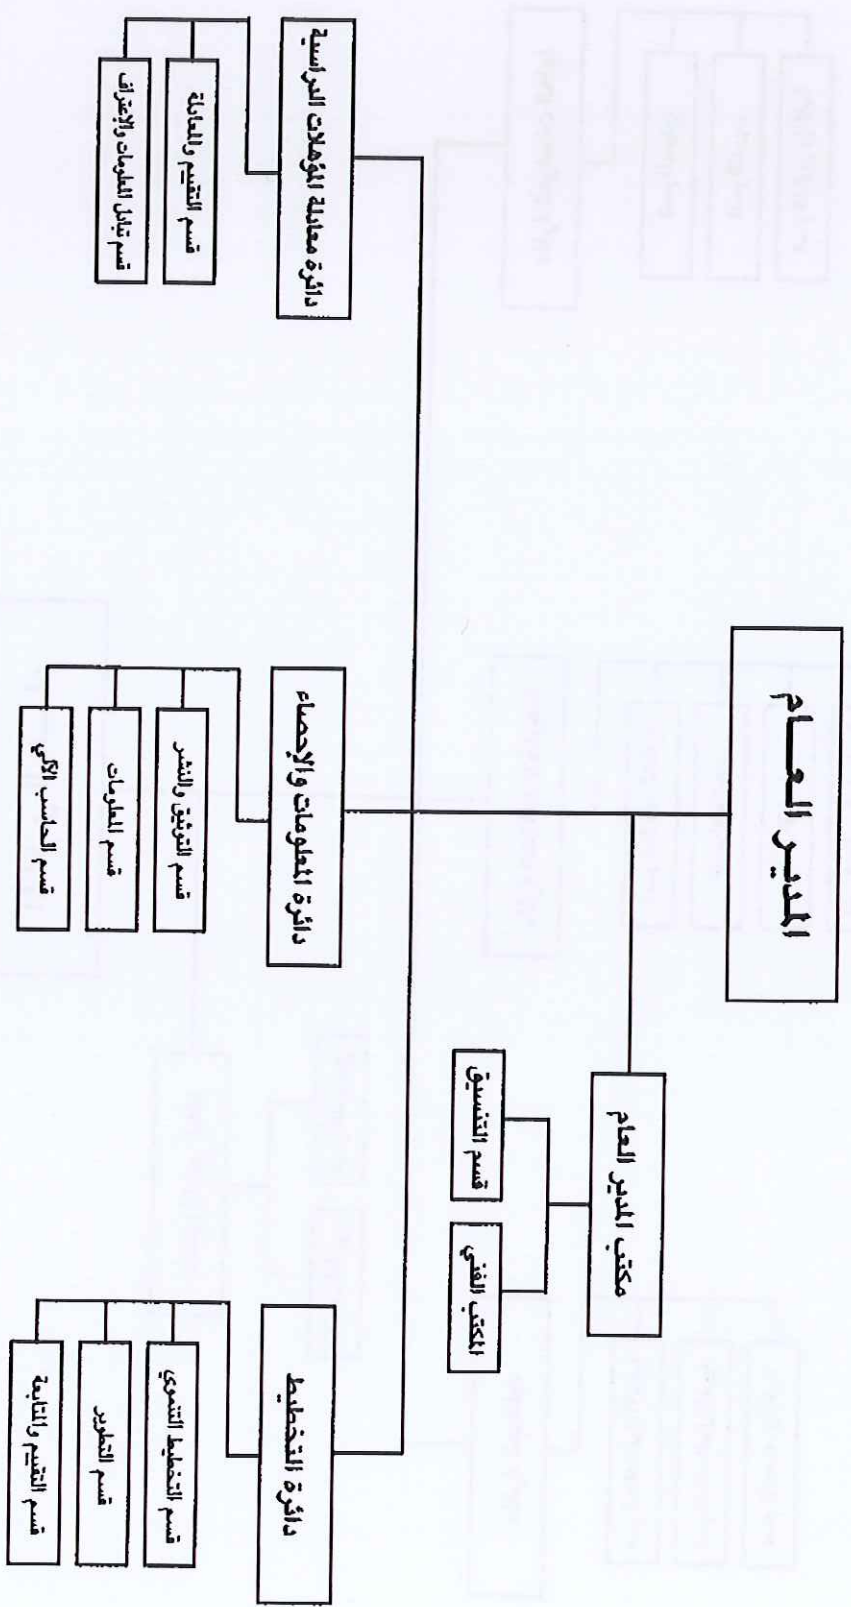 المدير العام
مكتب المدير العام
المكتب الفني
قسم التنسيق
دائرة التخطيط
قسم التخطيط التنموي
قسم التطوير
قسم التقييم والمتابعة
دائرة المعلومات والإحصاء
قسم التوثيق والنشر
قسم المعلومات
قسم الحاسب الآلي
دائرة معادلة المؤهلات الدراسية
قسم التقييم والمعادلة
قسم تبادل المعلومات والإعتراف